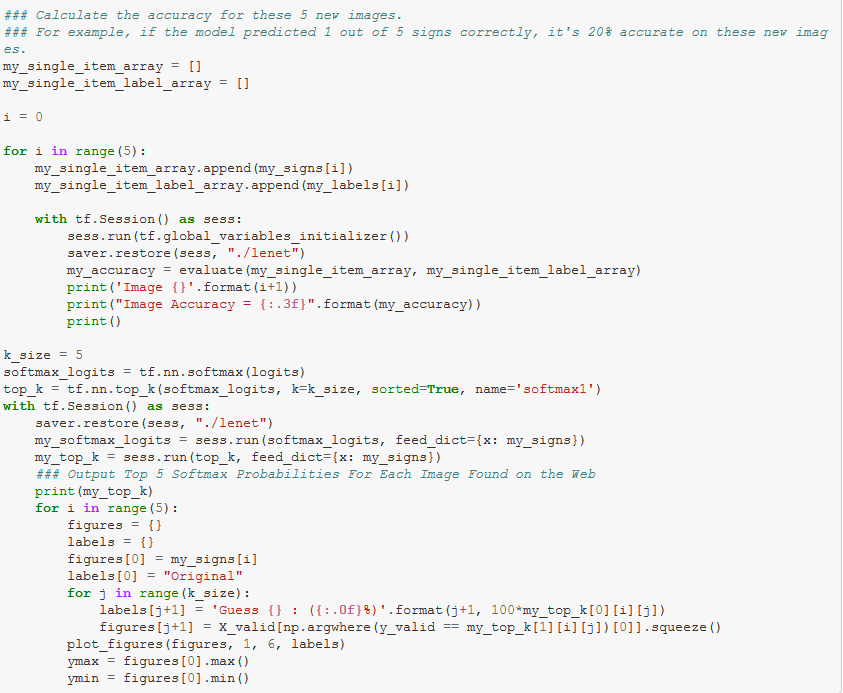 ### Calculate the accuracy for these 5 new images.
### For example, if the model predicted 1 out of 5 signs correctly, it's 20% accurate on these new imag
es.
my_single_item_array = []
my_single_item_label_array = []

i = 0

for i in range(5):
    my_single_item_array.append(my_signs[i])
    my_single_item_label_array.append(my_labels[i])

    with tf.Session() as sess:
        sess.run(tf.global_variables_initializer())
        saver.restore(sess, "./lenet")
        my_accuracy = evaluate(my_single_item_array, my_single_item_label_array)
        print('Image {}'.format(i+1))
        print("Image Accuracy = {:.3f}".format(my_accuracy))
        print()

k_size = 5
softmax_logits = tf.nn.softmax(logits)
top_k = tf.nn.top_k(softmax_logits, k=k_size, sorted=True, name='softmax1')
with tf.Session() as sess:
    saver.restore(sess, "./lenet")
    my_softmax_logits = sess.run(softmax_logits, feed_dict={x: my_signs})
    my_top_k = sess.run(top_k, feed_dict={x: my_signs})
    ### Output Top 5 Softmax Probabilities For Each Image Found on the Web
    print(my_top_k)
    for i in range(5):
        figures = {}
        labels = {}
        figures[0] = my_signs[i]
        labels[0] = "Original"
        for j in range(k_size):
            labels[j+1] = 'Guess {} : ({:.0f}%)'.format(j+1, 100*my_top_k[0][i][j])
            figures[j+1] = X_valid[np.argwhere(y_valid == my_top_k[1][i][j])[0]].squeeze()
        plot_figures(figures, 1, 6, labels)
        ymax = figures[0].max()
        ymin = figures[0].min()